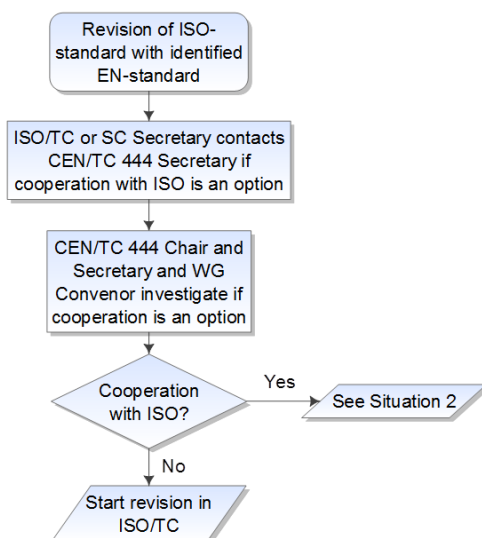 Revision of ISO-
standard with identified
EN-standard
ISO/TC or SC Secretary contacts
CEN/TC 444 Secretary if
cooperation with ISO is an option
CEN/TC 444 Chair and
Secretary and WG
Convenor investigate if
cooperation is an option
Cooperation
with ISO?
Yes
See Situation 2
No
Start revision in
ISO/TC